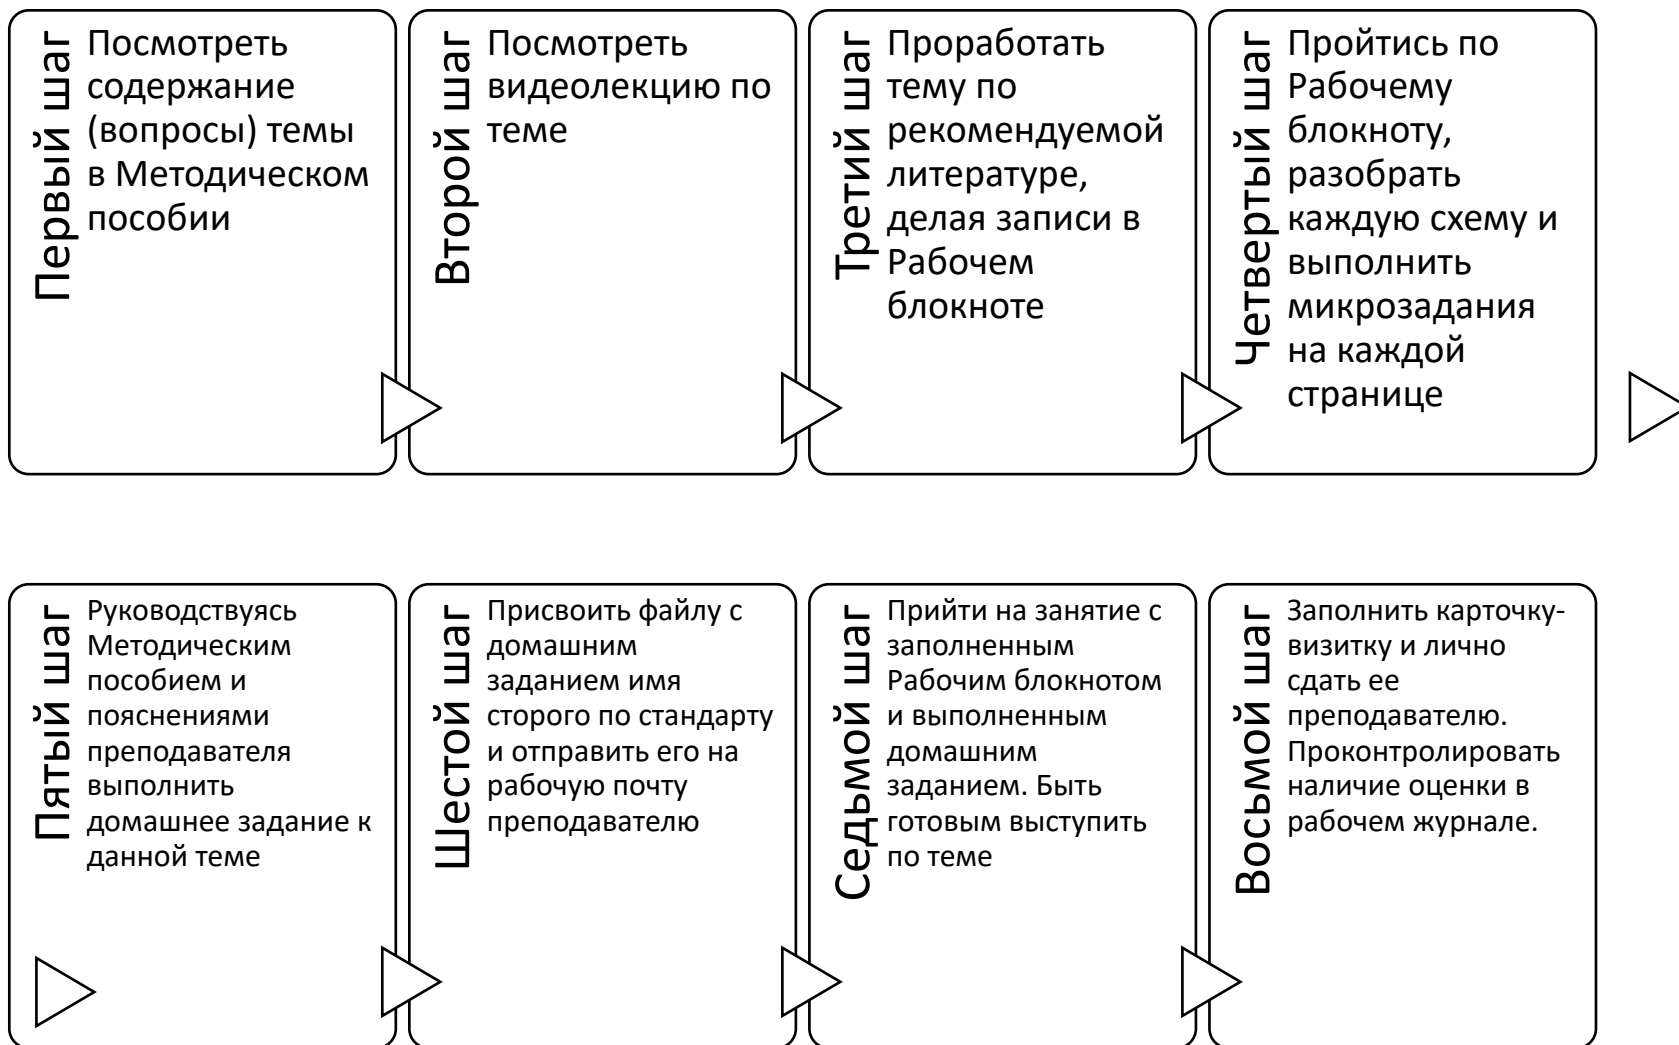 Первый шаг
Посмотреть
содержание
(вопросы) темы
в Методическом
пособии
Второй шаг
Посмотреть
видеолекцию по
теме
Третий шаг
Проработать
тему по
рекомендуемой
литературе,
делая записи в
Рабочем
блокноте
Четвертый шаг
Пройтись по
Рабочему
блокноту,
разобрать
каждую схему и
выполнить
микрозадания
на каждой
странице
Пятый шаг
Руководствуясь
Методическим
пособием и
пояснениями
преподавателя
выполнить
домашнее задание к
данной теме
Шестой шаг
Присвоить файлу с
домашним
заданием имя
сторого по стандарту
и отправить его на
рабочую почту
преподавателю
Седьмой шаг
Прийти на занятие с
заполненным
Рабочим блокнотом
и выполненным
домашним
заданием. Быть
готовым выступить
по теме
Восьмой шаг
Заполнить карточку-
визитку и лично
сдать ее
преподавателю.
Проконтролировать
наличие оценки в
рабочем журнале.